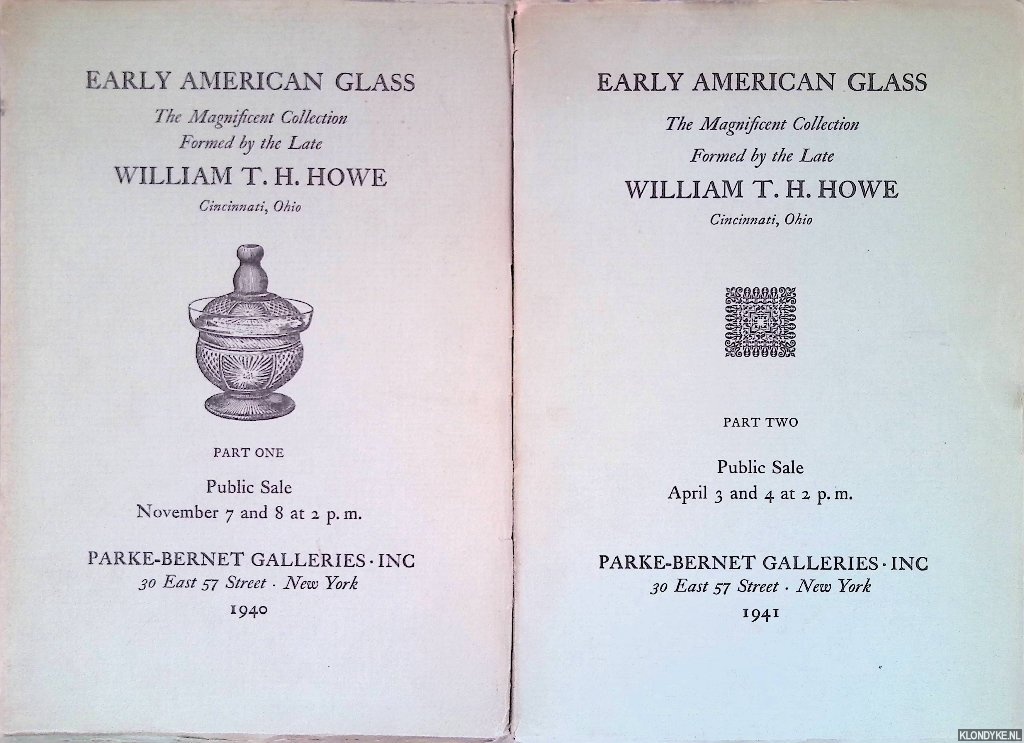 EARLY AMERICAN GLASS
The Magnificent Collection
Formed by the Late
WILLIAM T. H. HOWE
Cincinnati, Ohio
PART ONE
Public Sale
November 7 and 8 at 2 p. m.
PARKE-BERNET GALLERIES · INC
30 East 57 Street · New York
1940
EARLY AMERICAN GLASS
The Magnificent Collection
Formed by the Late
WILLIAM T. H. HOWE
Cincinnati, Ohio
PART TWO
Public Sale
April 3 and 4 at 2 p. m.
PARKE-BERNET GALLERIES · INC
30 East 57 Street · New York
1941
KLONDYKE.NL